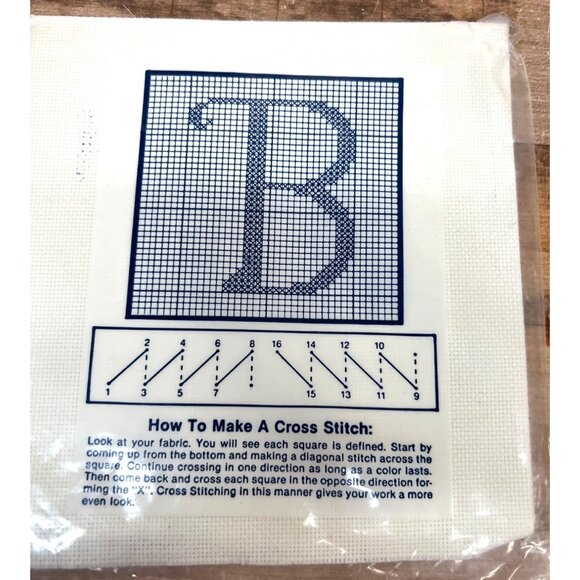 B
2 4 6 8 16 14 12 10
1 3 5 7 15 13 11 9
How To Make A Cross Stitch:
Look at your fabric. You will see each square is defined. Start by
coming up from the bottom and making a diagonal stitch across the
square. Continue crossing in one direction as long as a color lasts.
Then come back and cross each square in the opposite direction for-
ming the "X". Cross Stitching in this manner gives your work a more
even look.